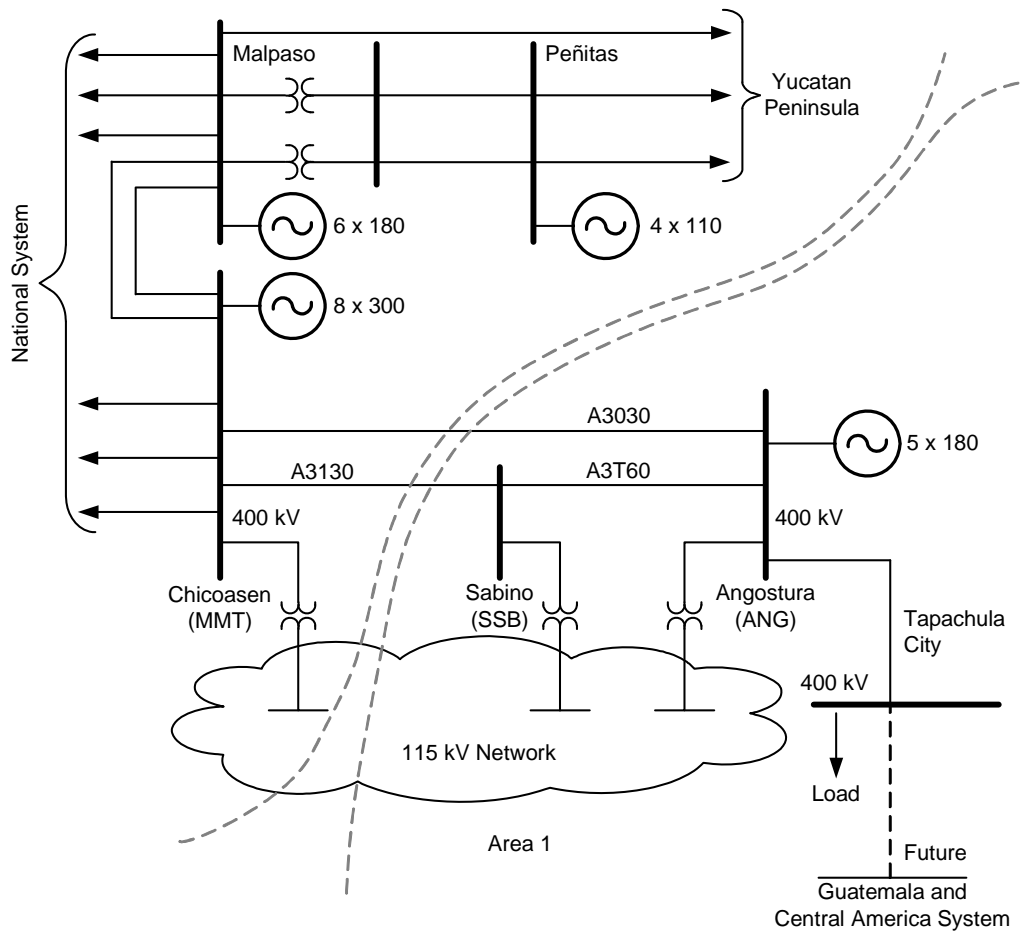 Malpaso
Peñitas
Yucatan
Peninsula
6 x 180
4 x 110
National System
8 x 300
A3030
5 x 180
A3130
A3T60
400 kV
400 kV
Chicoasen
(MMT)
Sabino
(SSB)
Angostura
(ANG)
Tapachula
City
400 kV
115 kV Network
Load
Area 1
Future
Guatemala and
Central America System